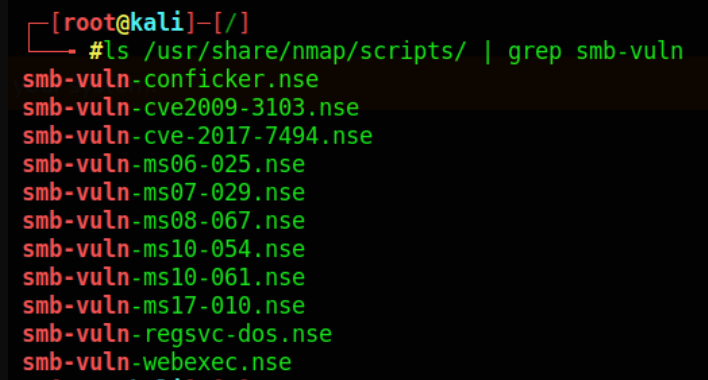 ┌─[root@kali]─[/]
└──╼ #ls /usr/share/nmap/scripts/ | grep smb-vuln
smb-vuln-conficker.nse
smb-vuln-cve2009-3103.nse
smb-vuln-cve-2017-7494.nse
smb-vuln-ms06-025.nse
smb-vuln-ms07-029.nse
smb-vuln-ms08-067.nse
smb-vuln-ms10-054.nse
smb-vuln-ms10-061.nse
smb-vuln-ms17-010.nse
smb-vuln-regsvc-dos.nse
smb-vuln-webexec.nse